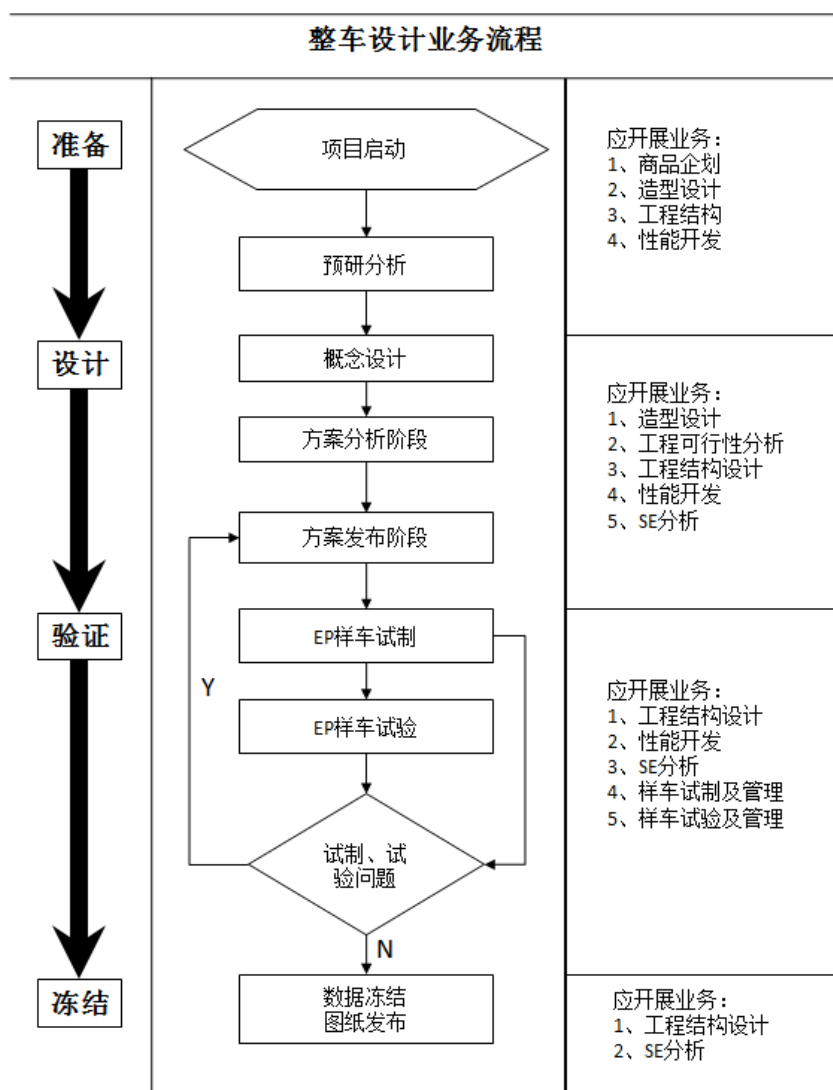 整车设计业务流程
准备
项目启动
应开展业务：
1、商品企划
2、造型设计
3、工程结构
4、性能开发
预研分析
设计
概念设计
方案分析阶段
应开展业务：
1、造型设计
2、工程可行性分析
3、工程结构设计
4、性能开发
5、SE分析
方案发布阶段
验证
EP样车试制
Y
EP样车试验
应开展业务：
1、工程结构设计
2、性能开发
3、SE分析
4、样车试制及管理
5、样车试验及管理
试制、试
验问题
N
冻结
数据冻结
图纸发布
应开展业务：
1、工程结构设计
2、SE分析